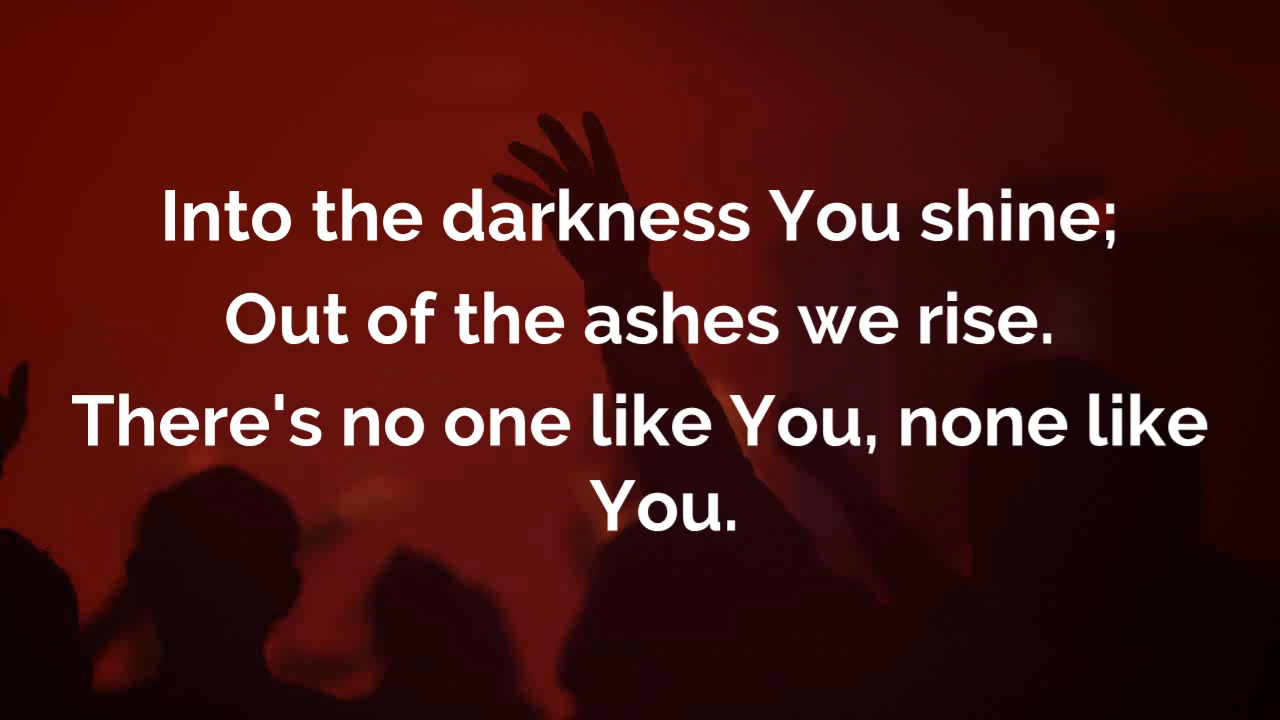 Into the darkness You shine;
Out of the ashes we rise.
There's no one like You, none like
You.